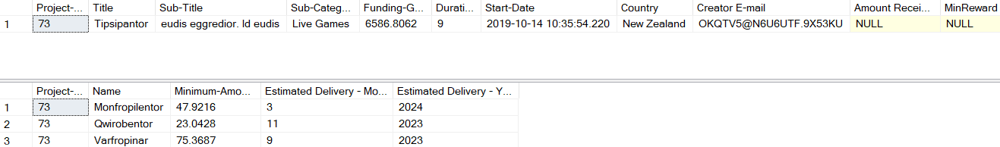 Project-... Title Sub-Title Sub-Categ... Funding-G... Durati... Start-Date Country Creator E-mail Amount Recei... MinReward
1 73 Tipsipantor eudis eggredior. Id eudis Live Games 6586.8062 9 2019-10-14 10:35:54.220 New Zealand OKQTV5@N6U6UTF.9X53KU NULL NULL
Project-... Name Minimum-Amo... Estimated Delivery - Mo... Estimated Delivery - Y...
1 73 Monfropilentor 47.9216 3 2024
2 73 Qwirobentor 23.0428 11 2023
3 73 Varfropinar 75.3687 9 2023